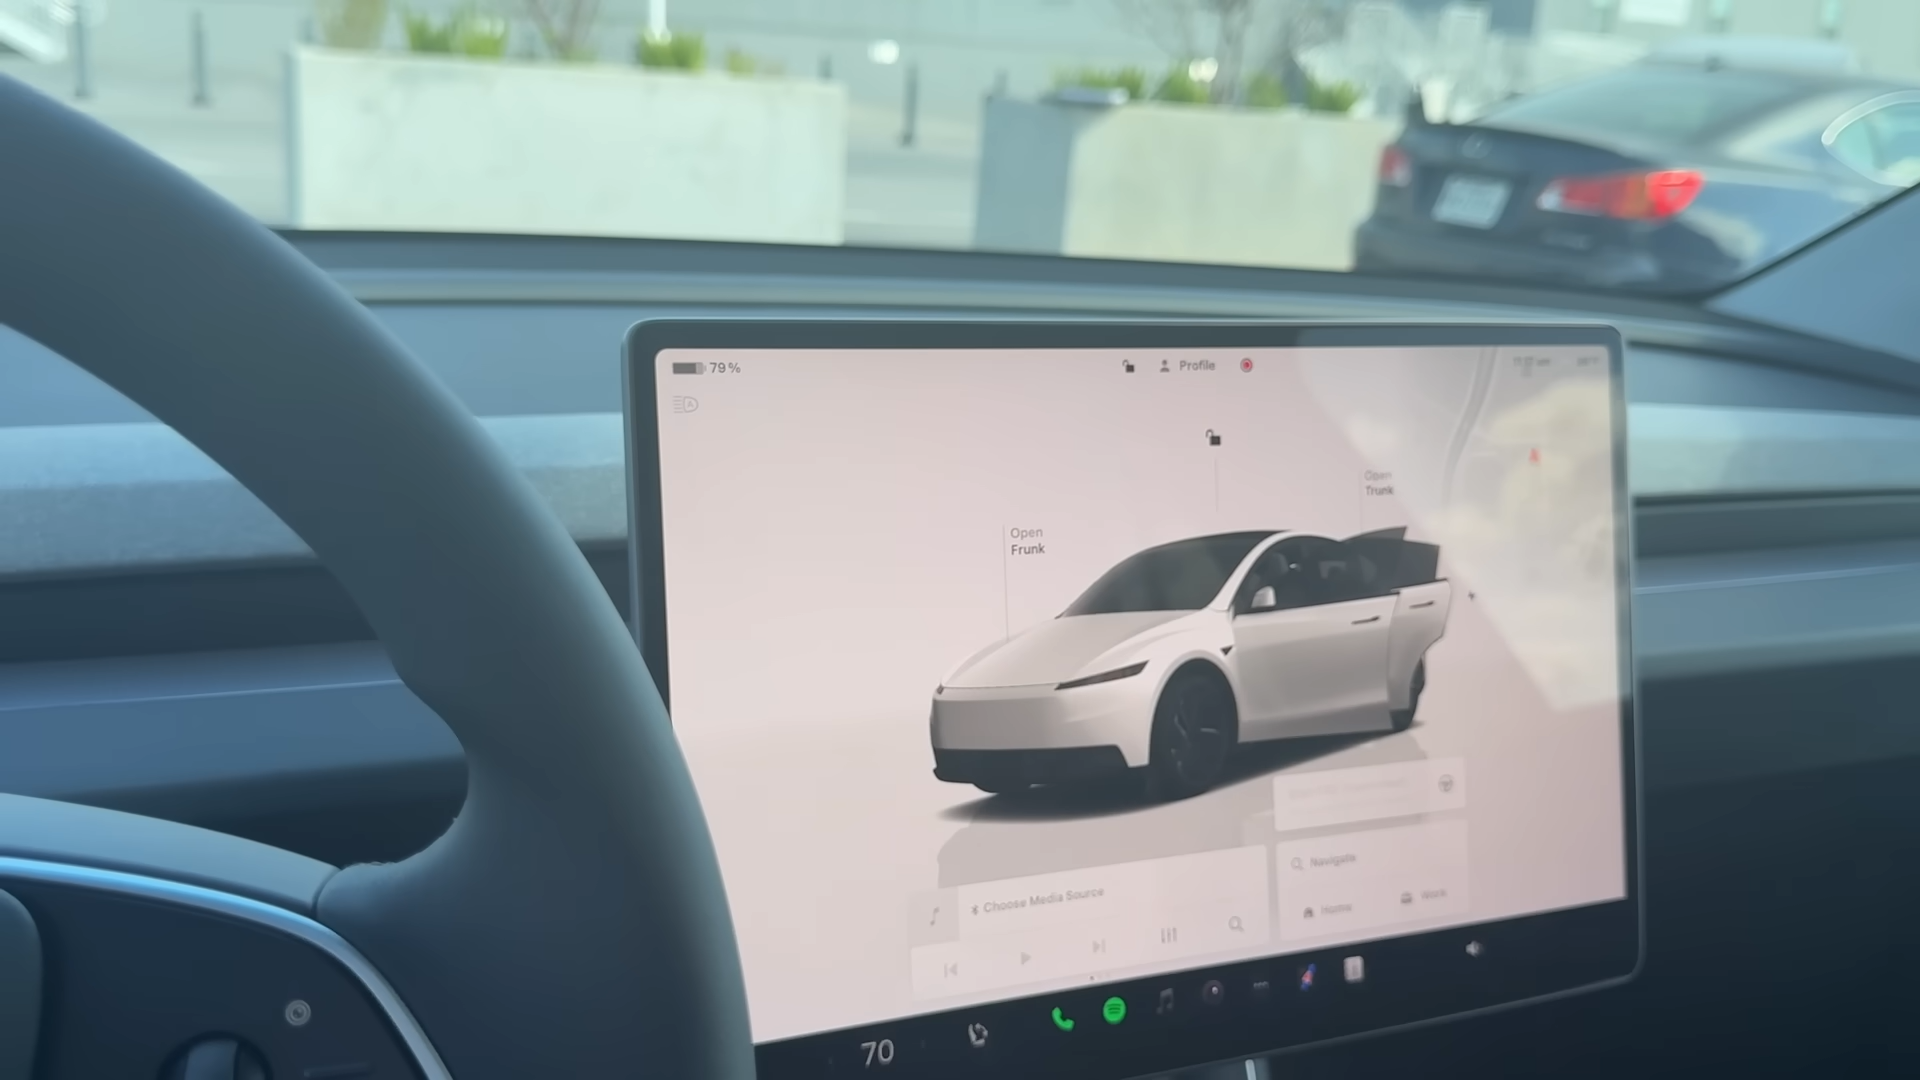 79%
Profile
Open
Trunk
Open
Frunk
Navigate
Choose Media Source
Home
Work
70